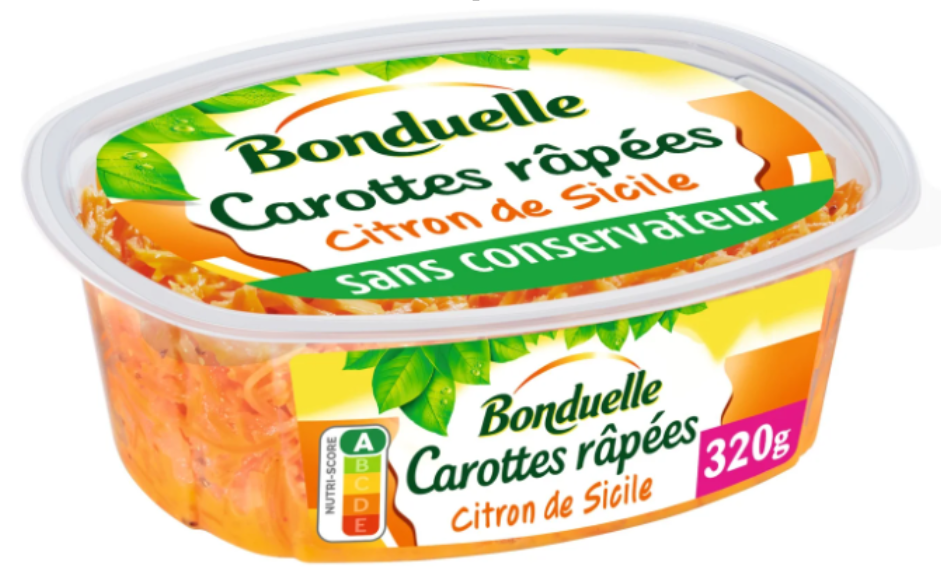 Bonduelle
Carottes râpées
Citron de Sicile
sans conservateur
Bonduelle
Carottes râpées
Citron de Sicile
320g
NUTRI-SCORE
A
B
C
D
E